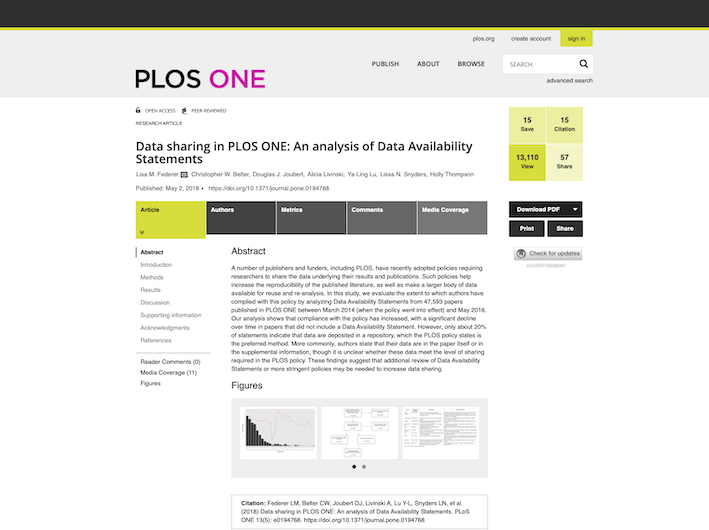 plos.org create account sign in
PUBLISH ABOUT BROWSE
SEARCH
advanced search
PLOS ONE
OPEN ACCESS PEER-REVIEWED
RESEARCH ARTICLE
Data sharing in PLOS ONE: An analysis of Data Availability
Statements
Lisa M. Federer, Christopher W. Belter, Douglas J. Joubert, Alicia Livinski, Ya-Ling Lu, Lissa N. Snyders, Holly Thompson
Published: May 2, 2018 • https://doi.org/10.1371/journal.pone.0194768
15
Save
15
Citation
13,110
View
57
Share
Article
Authors
Metrics
Comments
Media Coverage
Download PDF
Print
Share
Check for updates
ADVERTISEMENT
Abstract
Introduction
Methods
Results
Discussion
Supporting information
Acknowledgments
References
Reader Comments (0)
Media Coverage (11)
Figures
Abstract
A number of publishers and funders, including PLOS, have recently adopted policies requiring
researchers to share the data underlying their results and publications. Such policies help
increase the reproducibility of the published literature, as well as make a larger body of data
available for reuse and re-analysis. In this study, we evaluate the extent to which authors have
complied with this policy by analyzing Data Availability Statements from 47,593 papers
published in PLOS ONE between March 2014 (when the policy went into effect) and May 2016.
Our analysis shows that compliance with the policy has increased, with a significant decline
over time in papers that did not include a Data Availability Statement. However, only about 20%
of statements indicate that data are deposited in a repository, which the PLOS policy states is
the preferred method. More commonly, authors state that their data are in the paper itself or in
the supplemental information, though it is unclear whether these data meet the level of sharing
required in the PLOS policy. These findings suggest that additional review of Data Availability
Statements or more stringent policies may be needed to increase data sharing.
Figures
Citation: Federer LM, Belter CW, Joubert DJ, Livinski A, Lu Y-L, Snyders LN, et al.
(2018) Data sharing in PLOS ONE: An analysis of Data Availability Statements. PLoS
ONE 13(5): e0194768. https://doi.org/10.1371/journal.pone.0194768